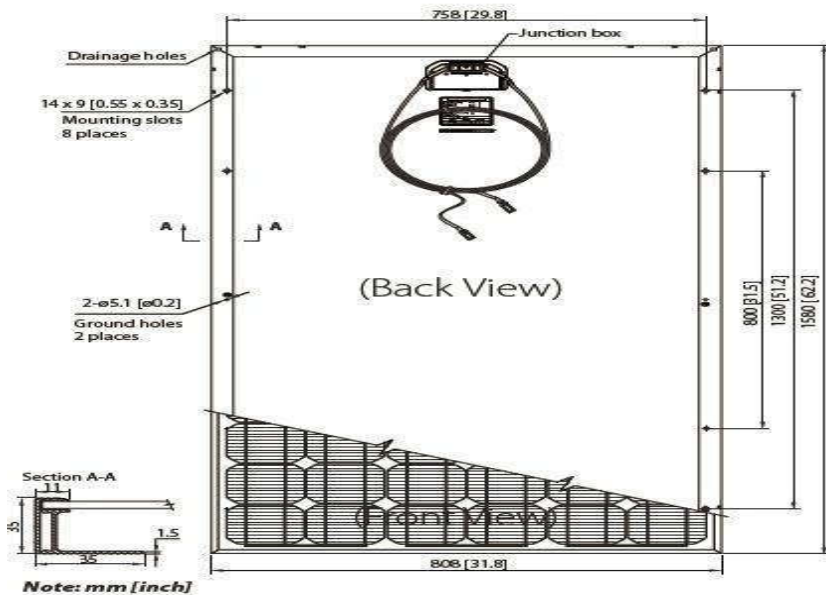 758 [29.8]
Junction box
Drainage holes
14 x 9 [0.55 x 0.35]
Mounting slots
8 places
A
A
(Back View)
2-ø5.1 [ø0.2]
Ground holes
2 places
800 [31.5]
1300 [51.2]
1580 [62.2]
Section A-A
11
35
1.5
35
(Front View)
808 [31.8]
Note: mm [inch]